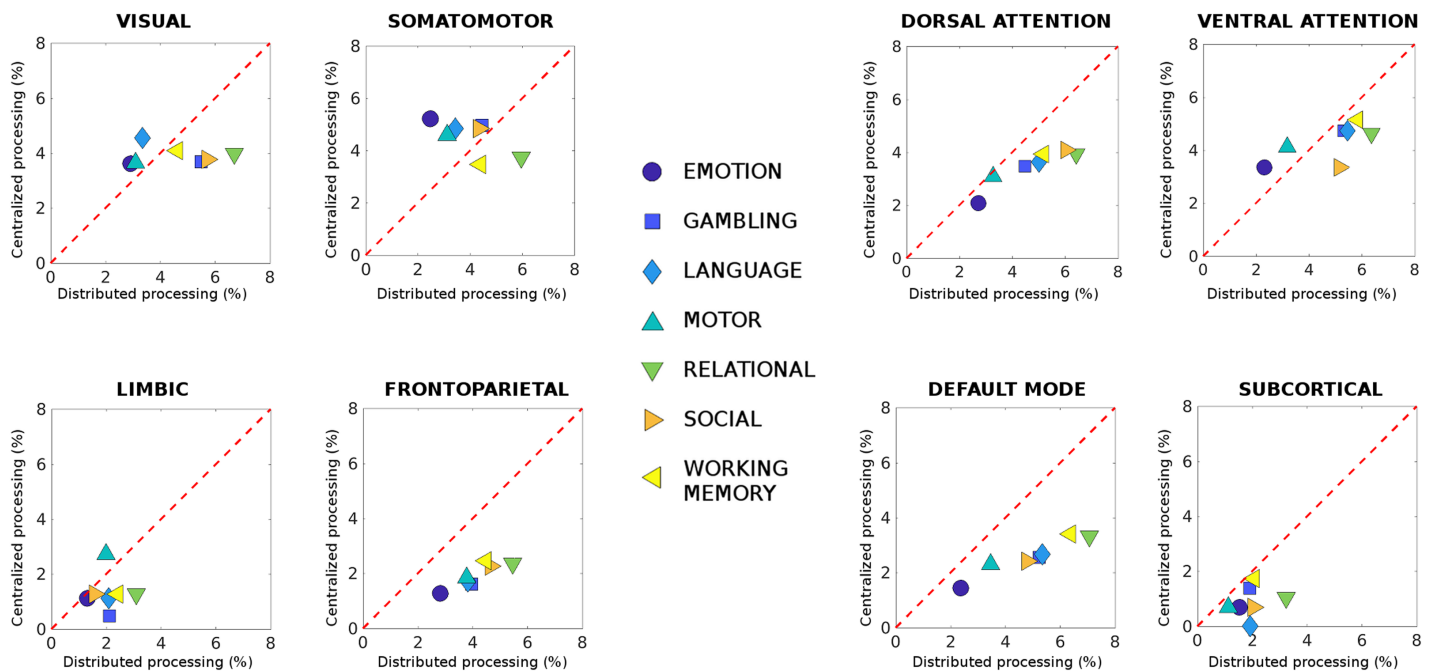 VISUAL
SOMATOMOTOR
DORSAL ATTENTION
VENTRAL ATTENTION
Centralized processing (%)
8
6
4
2
0
0 2 4 6 8
Distributed processing (%)
Centralized processing (%)
8
6
4
2
0
0 2 4 6 8
Distributed processing (%)
EMOTION
GAMBLING
LANGUAGE
MOTOR
RELATIONAL
SOCIAL
WORKING
MEMORY
Centralized processing (%)
8
6
4
2
0
0 2 4 6 8
Distributed processing (%)
Centralized processing (%)
8
6
4
2
0
0 2 4 6 8
Distributed processing (%)
LIMBIC
FRONTOPARIETAL
DEFAULT MODE
SUBCORTICAL
Centralized processing (%)
8
6
4
2
0
0 2 4 6 8
Distributed processing (%)
Centralized processing (%)
8
6
4
2
0
0 2 4 6 8
Distributed processing (%)
Centralized processing (%)
8
6
4
2
0
0 2 4 6 8
Distributed processing (%)
Centralized processing (%)
8
6
4
2
0
0 2 4 6 8
Distributed processing (%)